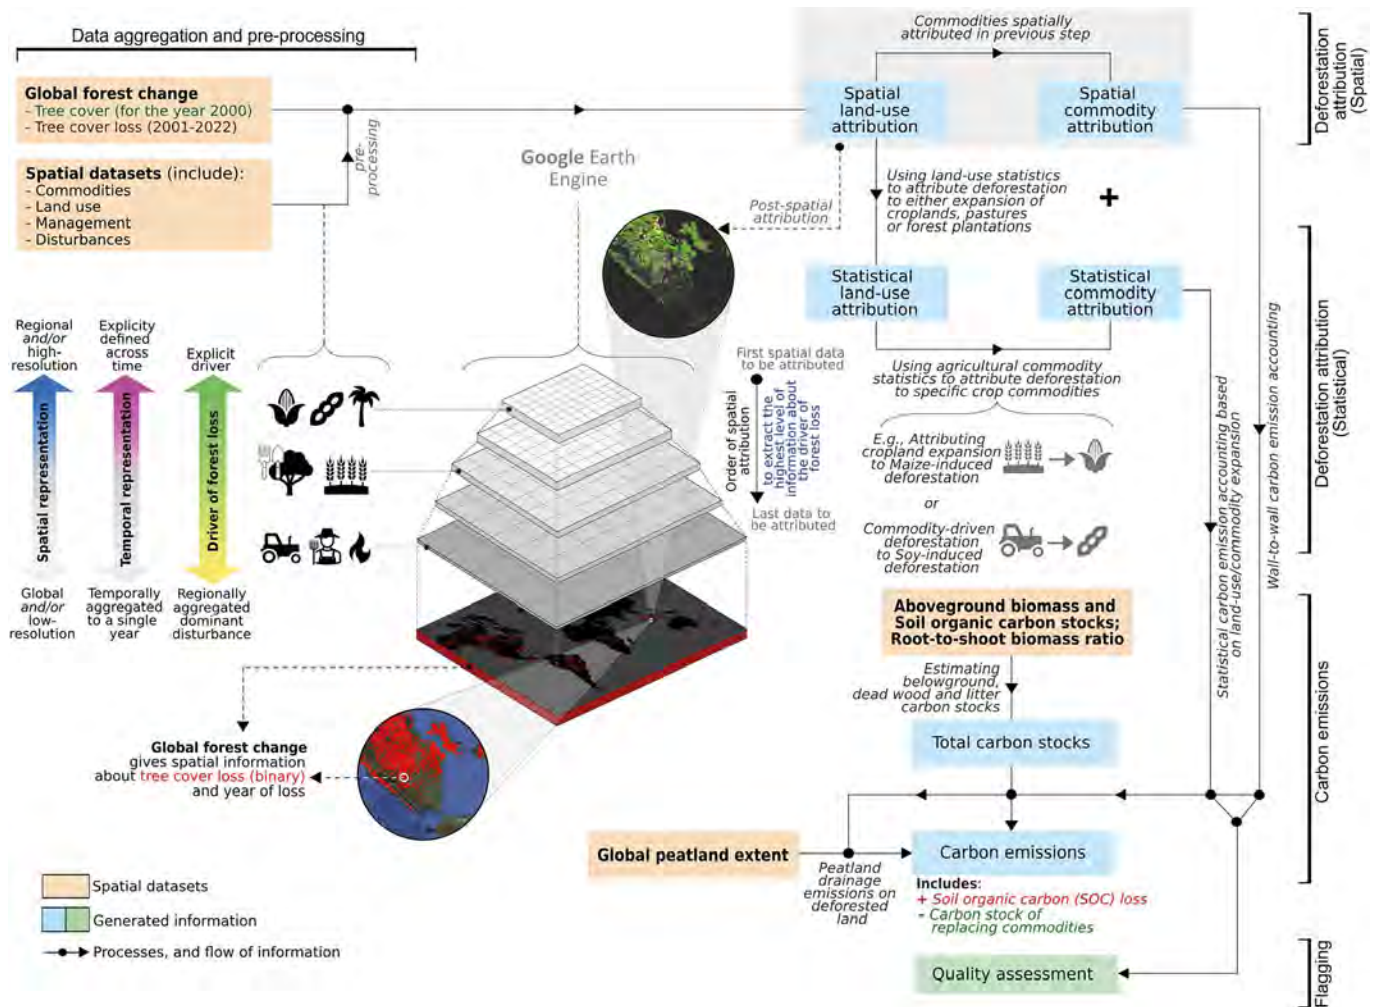 Data aggregation and pre-processing
Global forest change
- Tree cover (for the year 2000)
- Tree cover loss (2001-2022)
Spatial datasets (include):
- Commodities
- Land use
- Management
- Disturbances
pre-
processing
Google Earth
Engine
Commodities spatially
attributed in previous step
Spatial
land-use
attribution
Spatial
commodity
attribution
Deforestation
attribution
(Spatial)
Post-spatial
attribution
Using land-use statistics
to attribute deforestation
to either expansion of
croplands, pastures
or forest plantations
+
Statistical
land-use
attribution
Statistical
commodity
attribution
Deforestation attribution
(Statistical)
Regional
and/or
high-
resolution
Explicity
defined
across
time
Explicit
driver
Spatial representation
Temporal representation
Driver of forest loss
Global
and/or
low-
resolution
Temporally
aggregated
to a single
year
Regionally
aggregated
dominant
disturbance
First spatial data
to be attributed
Order of spatial
attribution
to extract the
highest level of
information about
the driver of
forest loss
Last data to
be attributed
Using agricultural commodity
statistics to attribute deforestation
to specific crop commodities
E.g., Attributing
cropland expansion
to Maize-induced
deforestation
or
Commodity-driven
deforestation
to Soy-induced
deforestation
Statistical carbon emission accounting based
on land-use/commodity expansion
Wall-to-wall carbon emission accounting
Aboveground biomass and
Soil organic carbon stocks;
Root-to-shoot biomass ratio
Estimating
belowground,
dead wood and litter
carbon stocks
Total carbon stocks
Carbon emissions
Global forest change
gives spatial information
about tree cover loss (binary)
and year of loss
Global peatland extent
Peatland
drainage
emissions on
deforested
land
Carbon emissions
Includes:
+ Soil organic carbon (SOC) loss
- Carbon stock of
replacing commodities
Quality assessment
Flagging
Spatial datasets
Generated information
Processes, and flow of information